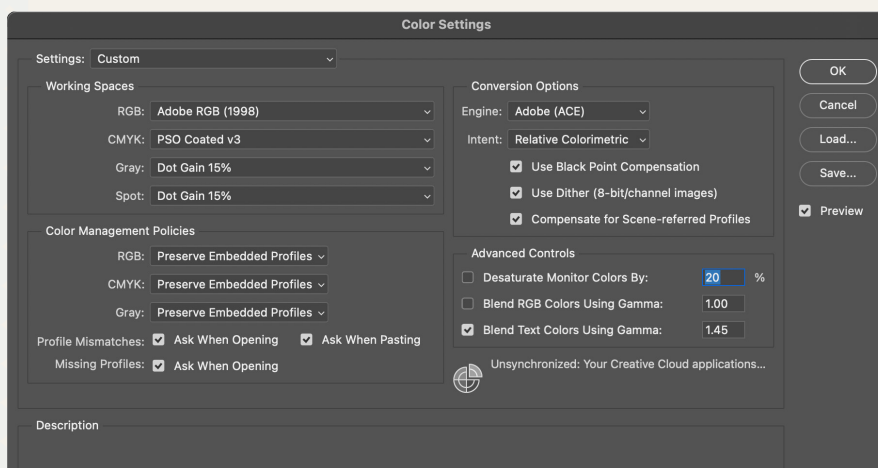 Color Settings
Settings: Custom
Working Spaces
RGB: Adobe RGB (1998)
CMYK: PSO Coated v3
Gray: Dot Gain 15%
Spot: Dot Gain 15%
Color Management Policies
RGB: Preserve Embedded Profiles
CMYK: Preserve Embedded Profiles
Gray: Preserve Embedded Profiles
Profile Mismatches: Ask When Opening Ask When Pasting
Missing Profiles: Ask When Opening
Conversion Options
Engine: Adobe (ACE)
Intent: Relative Colorimetric
Use Black Point Compensation
Use Dither (8-bit/channel images)
Compensate for Scene-referred Profiles
Advanced Controls
Desaturate Monitor Colors By: 20 %
Blend RGB Colors Using Gamma: 1.00
Blend Text Colors Using Gamma: 1.45
Unsynchronized: Your Creative Cloud applications...
OK
Cancel
Load...
Save...
Preview
Description